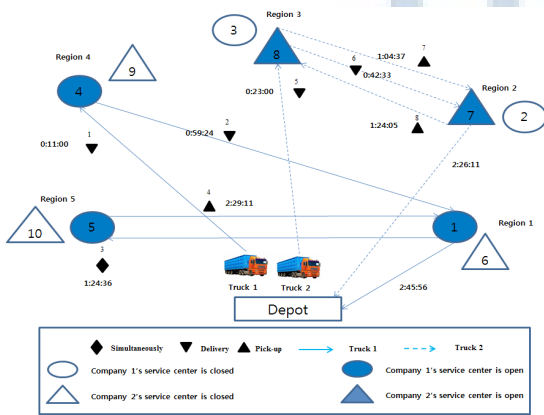 Region 3
3
8
7
1:04:37
6
0:42:33
Region 4
9
4
5
0:23:00
Region 2
7
2
8
1:24:05
2
0:59:24
1
0:11:00
2:26:11
4
2:29:11
Region 5
10
5
3
1:24:36
Region 1
1
6
Truck 1
Truck 2
2:45:56
Depot
Simultaneously
Delivery
Pick-up
Truck 1
Truck 2
Company 1's service center is closed
Company 1's service center is open
Company 2's service center is closed
Company 2's service center is open